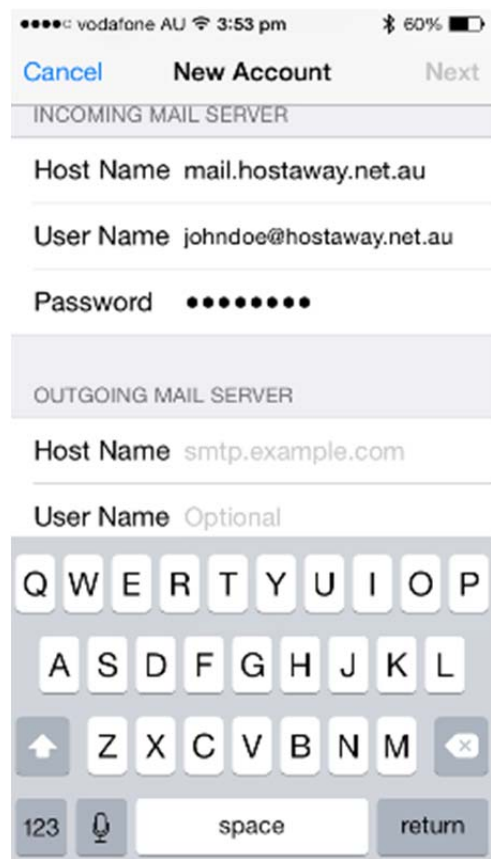 vodafone AU 3:53 pm 60%
Cancel New Account Next
INCOMING MAIL SERVER
Host Name mail.hostaway.net.au
User Name johndoe@hostaway.net.au
Password ••••••••
OUTGOING MAIL SERVER
Host Name smtp.example.com
User Name Optional
Q W E R T Y U I O P
A S D F G H J K L
Z X C V B N M
123 space return